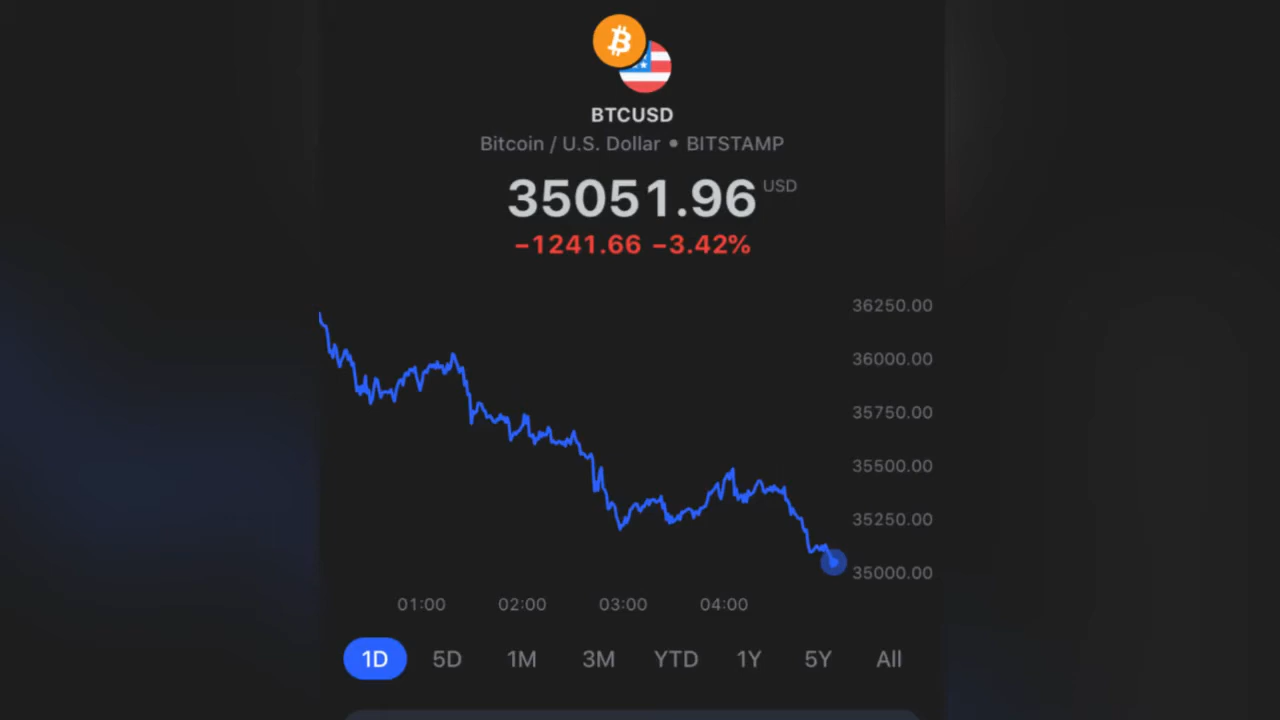 BTCUSD
Bitcoin / U.S. Dollar • BITSTAMP
35051.96 USD
−1241.66 −3.42%
36250.00
36000.00
35750.00
35500.00
35250.00
35000.00
01:00 02:00 03:00 04:00
1D 5D 1M 3M YTD 1Y 5Y All